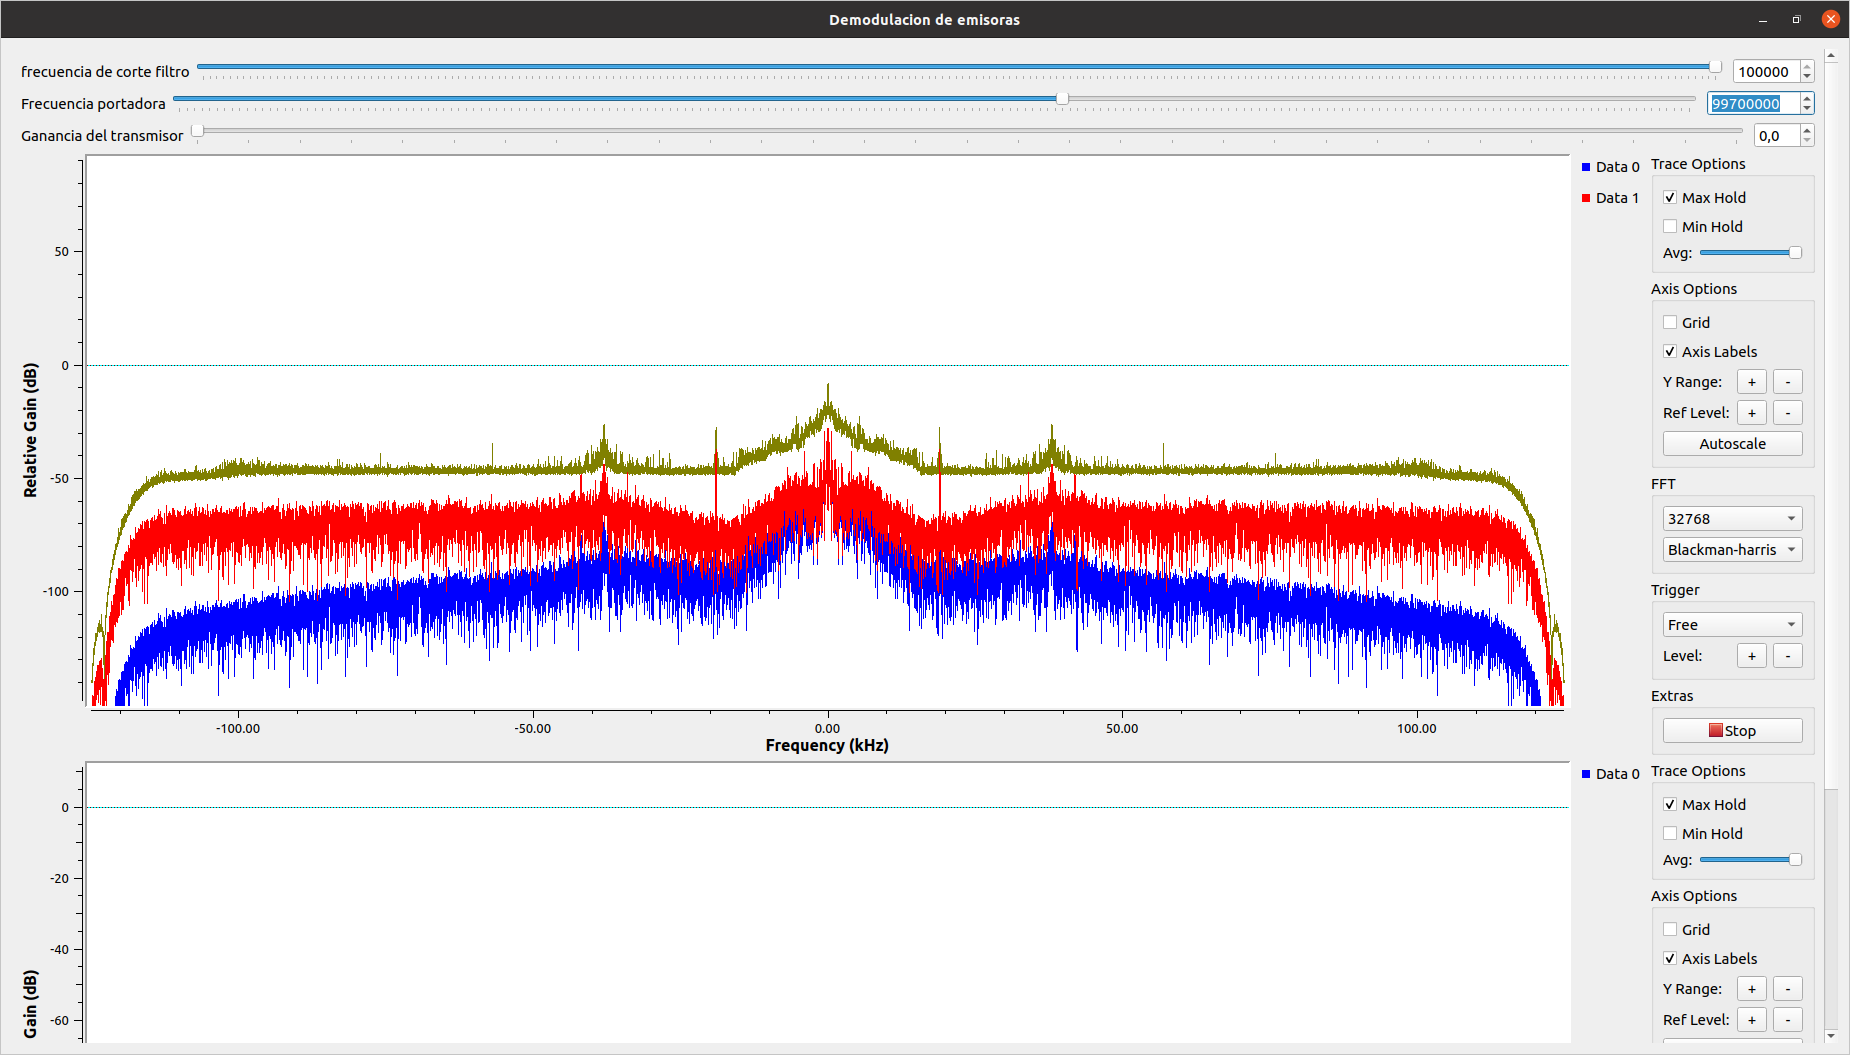 Demodulacion de emisoras
frecuencia de corte filtro 100000
Frecuencia portadora 99700000
Ganancia del transmisor 0,0
Data 0
Data 1
Relative Gain (dB)
50
0
-50
-100
-100.00 -50.00 0.00 50.00 100.00
Frequency (kHz)
Trace Options
Max Hold
Min Hold
Avg:
Axis Options
Grid
Axis Labels
Y Range: + -
Ref Level: + -
Autoscale
FFT
32768
Blackman-harris
Trigger
Free
Level: + -
Extras
Stop
Data 0
Gain (dB)
0
-20
-40
-60
Trace Options
Max Hold
Min Hold
Avg:
Axis Options
Grid
Axis Labels
Y Range: + -
Ref Level: + -